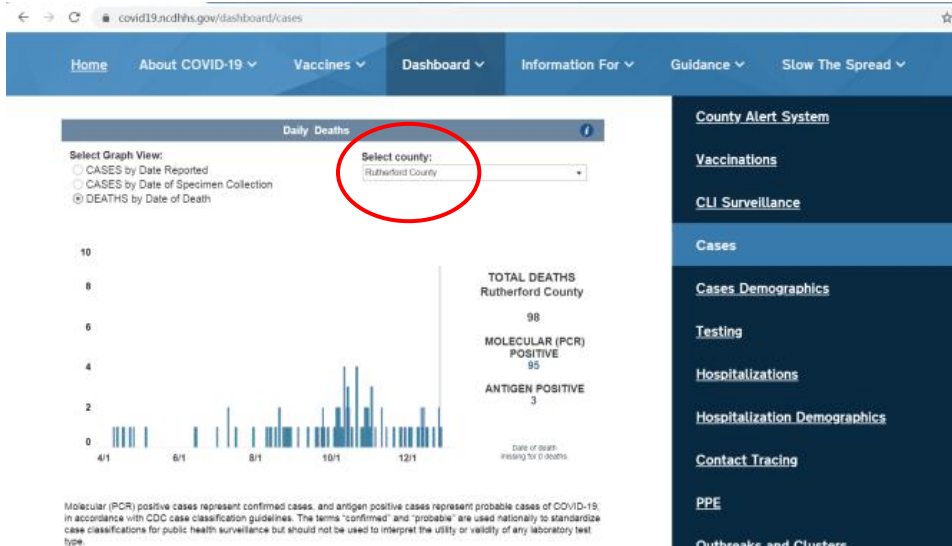 covid19.ncdhhs.gov/dashboard/cases
Home About COVID-19 Vaccines Dashboard Information For Guidance Slow The Spread
Daily Deaths
Select Graph View:
CASES by Date Reported
CASES by Date of Specimen Collection
DEATHS by Date of Death
Select county:
Rutherford County
10
8
6
4
2
0
4/1 6/1 8/1 10/1 12/1
TOTAL DEATHS
Rutherford County
98
MOLECULAR (PCR)
POSITIVE
95
ANTIGEN POSITIVE
3
Date of death
missing for 0 deaths
Molecular (PCR) positive cases represent confirmed cases, and antigen positive cases represent probable cases of COVID-19,
in accordance with CDC case classification guidelines. The terms "confirmed" and "probable" are used nationally to standardize
case classifications for public health surveillance but should not be used to interpret the utility or validity of any laboratory test
type.
County Alert System
Vaccinations
CLI Surveillance
Cases
Cases Demographics
Testing
Hospitalizations
Hospitalization Demographics
Contact Tracing
PPE
Outbreaks and Clusters